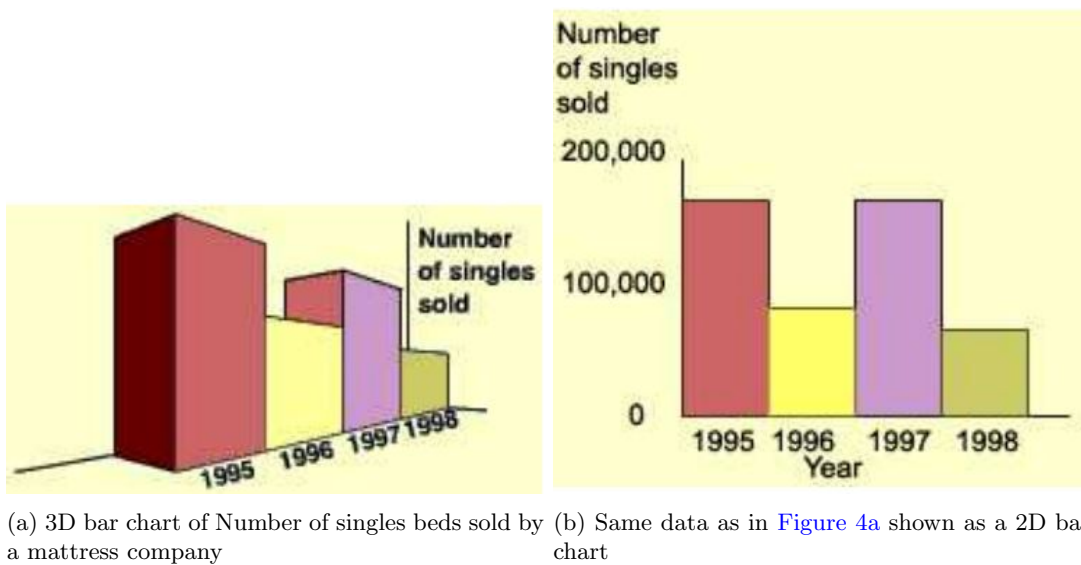 Number
of singles
sold
1995
1996
1997
1998
(a) 3D bar chart of Number of singles beds sold by
a mattress company
Number
of singles
sold
200,000
100,000
0
1995 1996 1997 1998
Year
(b) Same data as in Figure 4a shown as a 2D ba
chart